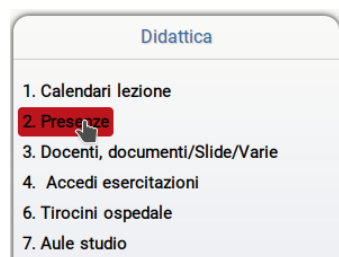 Didattica
1. Calendari lezione
2. Presenze
3. Docenti, documenti/Slide/Varie
4. Accedi esercitazioni
6. Tirocini ospedale
7. Aule studio